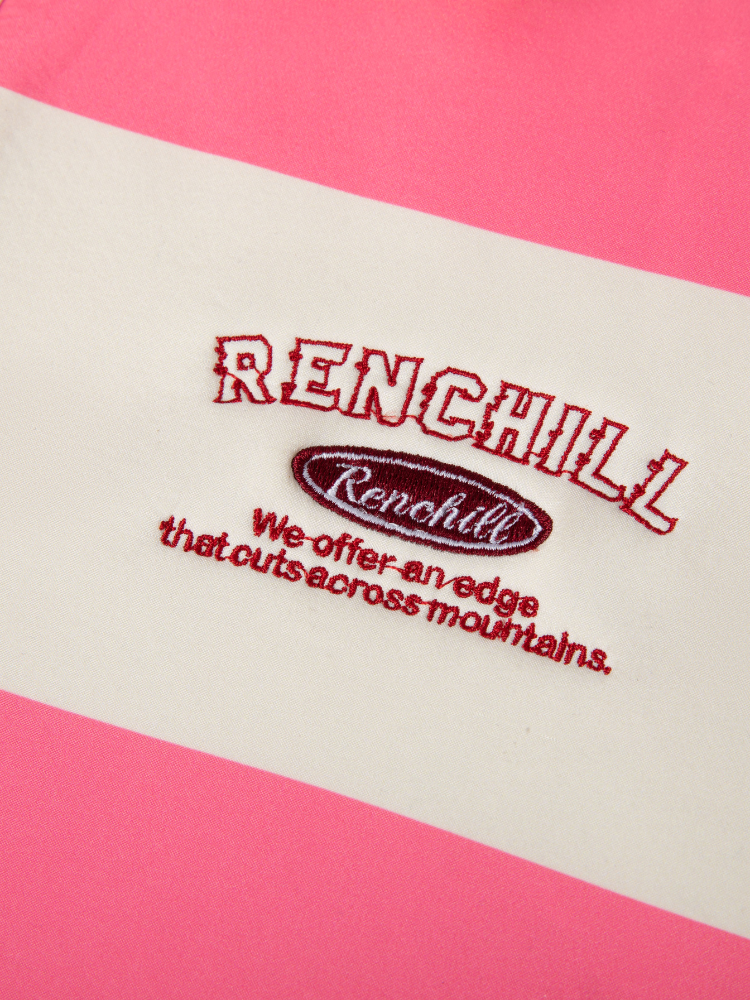 RENCHILL
Renchill
We offer an edge
that cuts across mountains.